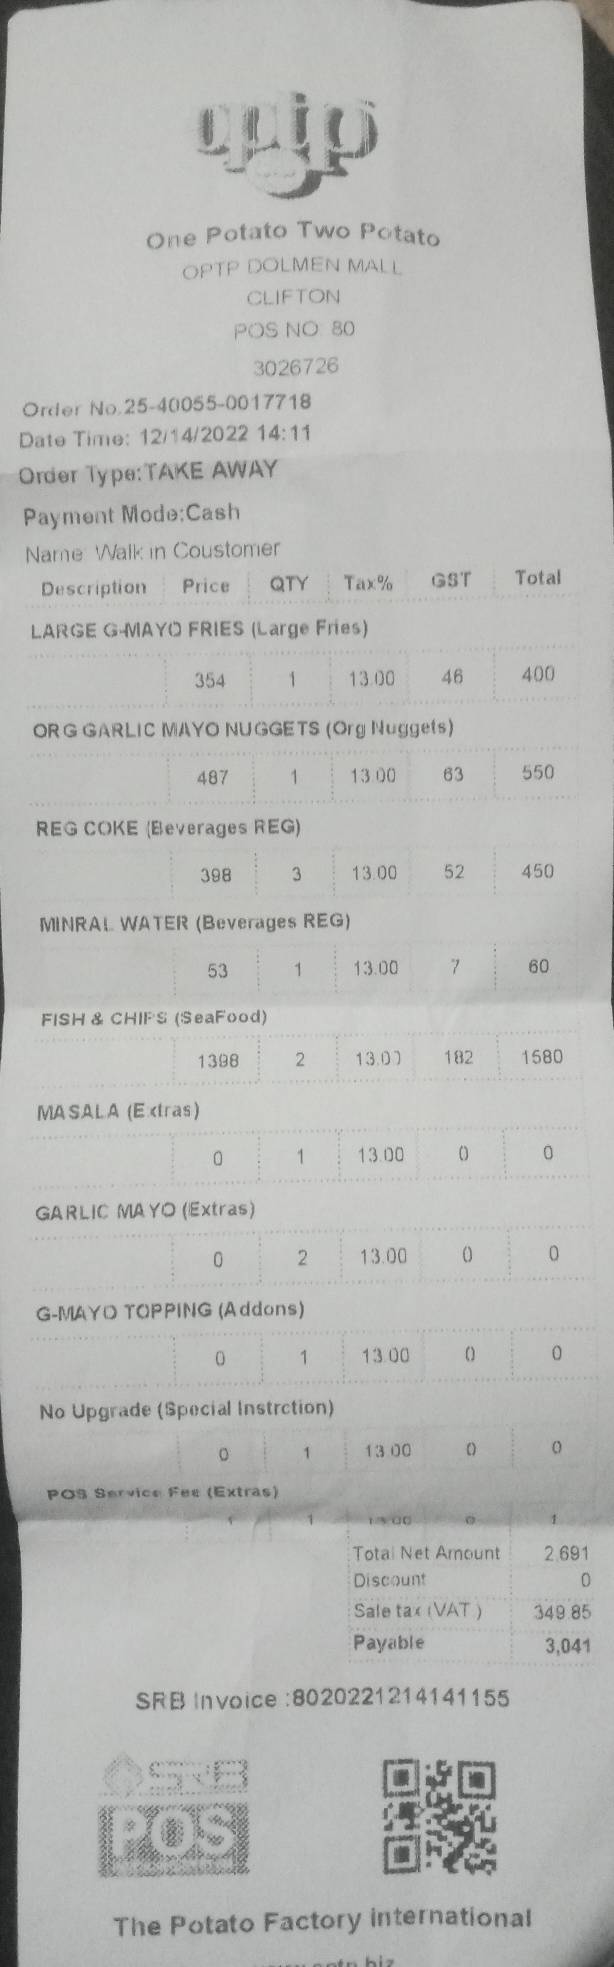 optp
One Potato Two Potato
OPTP DOLMEN MALL
CLIFTON
POS NO 80
3026726
Order No.25-40055-0017718
Date Time: 12/14/2022 14:11
Order Type:TAKE AWAY
Payment Mode:Cash
Name Walk in Coustomer
Description Price QTY Tax% GST Total
LARGE G-MAYO FRIES (Large Fries)
354 1 13.00 46 400
ORG GARLIC MAYO NUGGETS (Org Nuggets)
487 1 13.00 63 550
REG COKE (Beverages REG)
398 3 13.00 52 450
MINRAL WATER (Beverages REG)
53 1 13.00 7 60
FISH & CHIPS (SeaFood)
1398 2 13.00 182 1580
MASALA (Extras)
0 1 13.00 0 0
GARLIC MAYO (Extras)
0 2 13.00 0 0
G-MAYO TOPPING (Addons)
0 1 13.00 0 0
No Upgrade (Special Instrction)
0 1 13.00 0 0
POS Service Fee (Extras)
1 1 13.00 0 1
Total Net Amount 2,691
Discount 0
Sale tax (VAT ) 349.85
Payable 3,041
SRB Invoice :8020221214141155
SRB
POS
The Potato Factory international